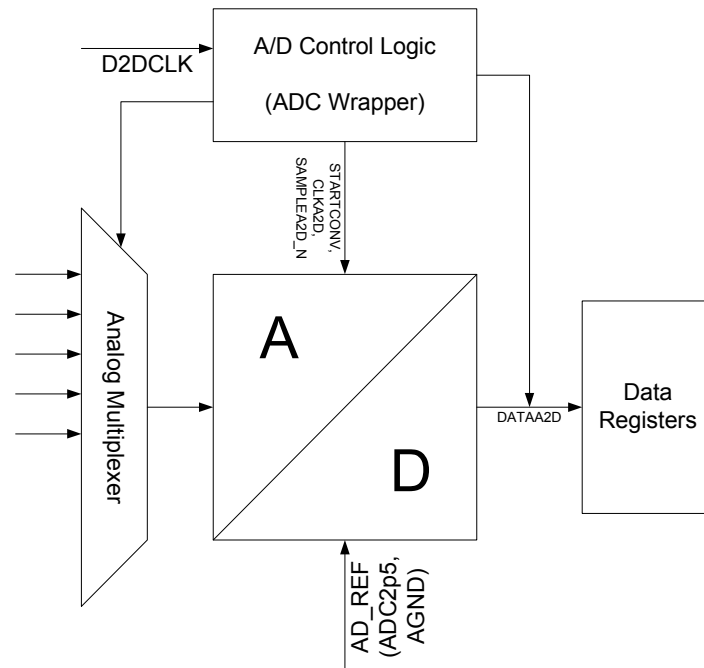 A/D Control Logic
(ADC Wrapper)
D2DCLK
STARTCONV,
CLKA2D,
SAMPLEA2D_N
Analog Multiplexer
A
D
DATAA2D
Data
Registers
AD_REF
(ADC2p5,
AGND)